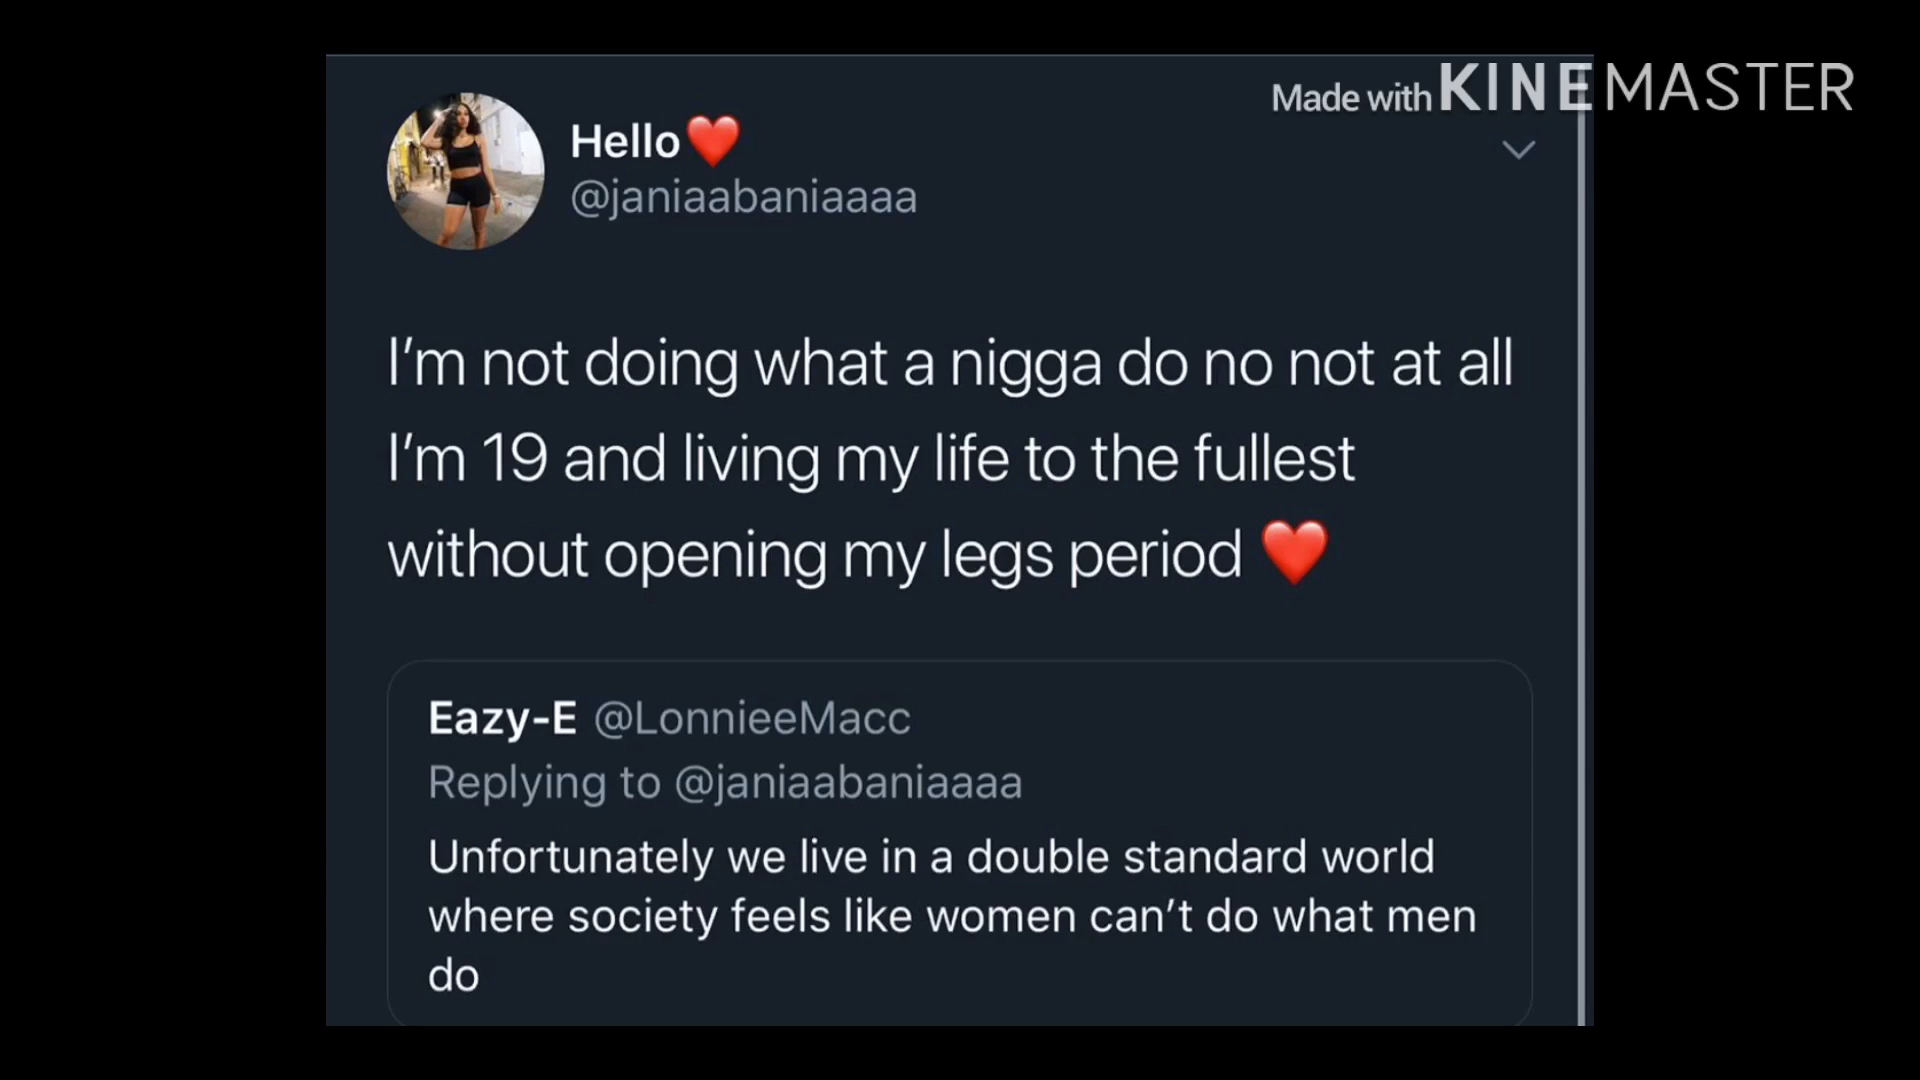 Made with KINEMASTER
Hello❤️
@janiaabaniaaaa
I'm not doing what a nigga do no not at all
I'm 19 and living my life to the fullest
without opening my legs period ❤️
Eazy-E @LonnieeMacc
Replying to @janiaabaniaaaa
Unfortunately we live in a double standard world
where society feels like women can't do what men
do